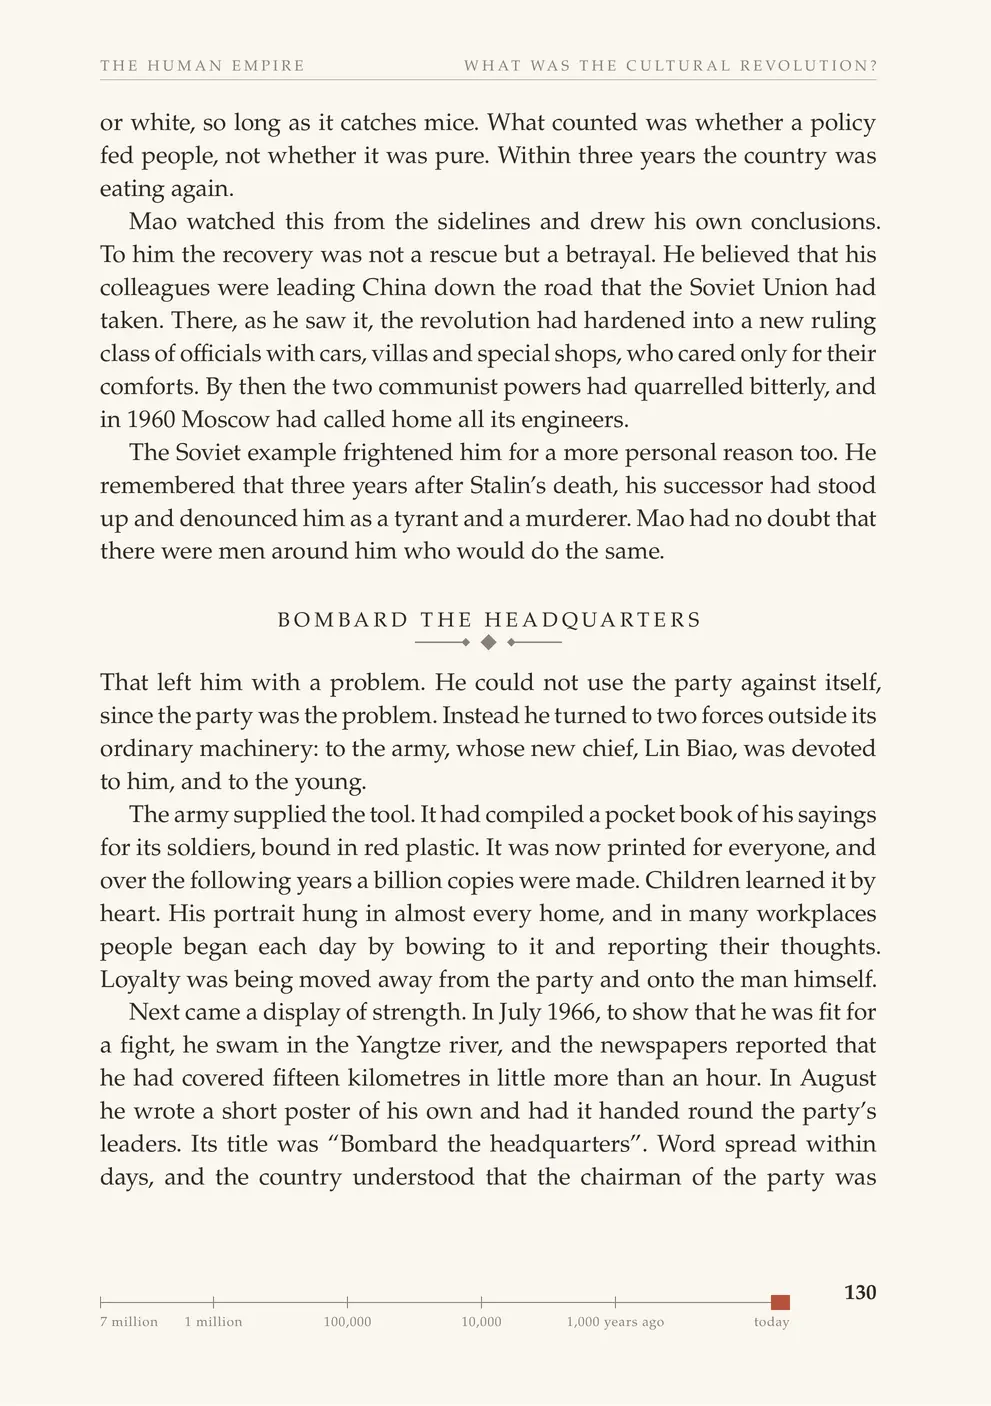 THE HUMAN EMPIRE
WHAT WAS THE CULTURAL REVOLUTION?
or white, so long as it catches mice. What counted was whether a policy
fed people, not whether it was pure. Within three years the country was
eating again.
Mao watched this from the sidelines and drew his own conclusions.
To him the recovery was not a rescue but a betrayal. He believed that his
colleagues were leading China down the road that the Soviet Union had
taken. There, as he saw it, the revolution had hardened into a new ruling
class of officials with cars, villas and special shops, who cared only for their
comforts. By then the two communist powers had quarrelled bitterly, and
in 1960 Moscow had called home all its engineers.
The Soviet example frightened him for a more personal reason too. He
remembered that three years after Stalin’s death, his successor had stood
up and denounced him as a tyrant and a murderer. Mao had no doubt that
there were men around him who would do the same.
BOMBARD THE HEADQUARTERS
That left him with a problem. He could not use the party against itself,
since the party was the problem. Instead he turned to two forces outside its
ordinary machinery: to the army, whose new chief, Lin Biao, was devoted
to him, and to the young.
The army supplied the tool. It had compiled a pocket book of his sayings
for its soldiers, bound in red plastic. It was now printed for everyone, and
over the following years a billion copies were made. Children learned it by
heart. His portrait hung in almost every home, and in many workplaces
people began each day by bowing to it and reporting their thoughts.
Loyalty was being moved away from the party and onto the man himself.
Next came a display of strength. In July 1966, to show that he was fit for
a fight, he swam in the Yangtze river, and the newspapers reported that
he had covered fifteen kilometres in little more than an hour. In August
he wrote a short poster of his own and had it handed round the party’s
leaders. Its title was “Bombard the headquarters”. Word spread within
days, and the country understood that the chairman of the party was
130
7 million
1 million
100,000
10,000
1,000 years ago
today